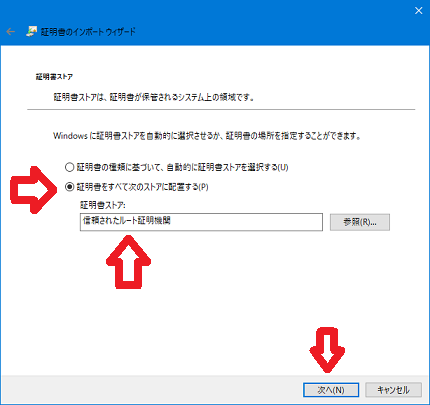 証明書のインポート ウィザード
証明書ストア
証明書ストアは、証明書が保管されるシステム上の領域です。
Windows に証明書ストアを自動的に選択させるか、証明書の場所を指定することができます。
証明書の種類に基づいて、自動的に証明書ストアを選択する(U)
証明書をすべて次のストアに配置する(P)
証明書ストア:
信頼されたルート証明機関
参照(R)...
次へ(N)
キャンセル